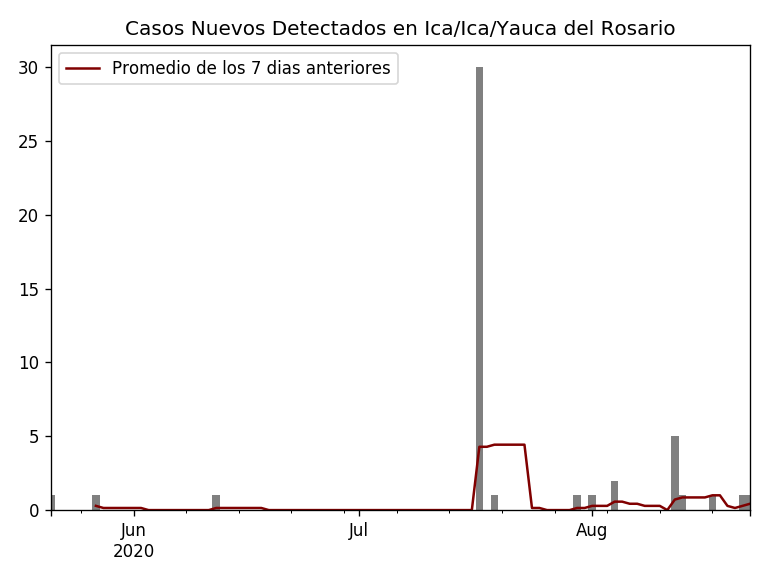 Casos Nuevos Detectados en Ica/Ica/Yauca del Rosario
Promedio de los 7 dias anteriores
30
25
20
15
10
5
0
Jun
2020
Jul
Aug